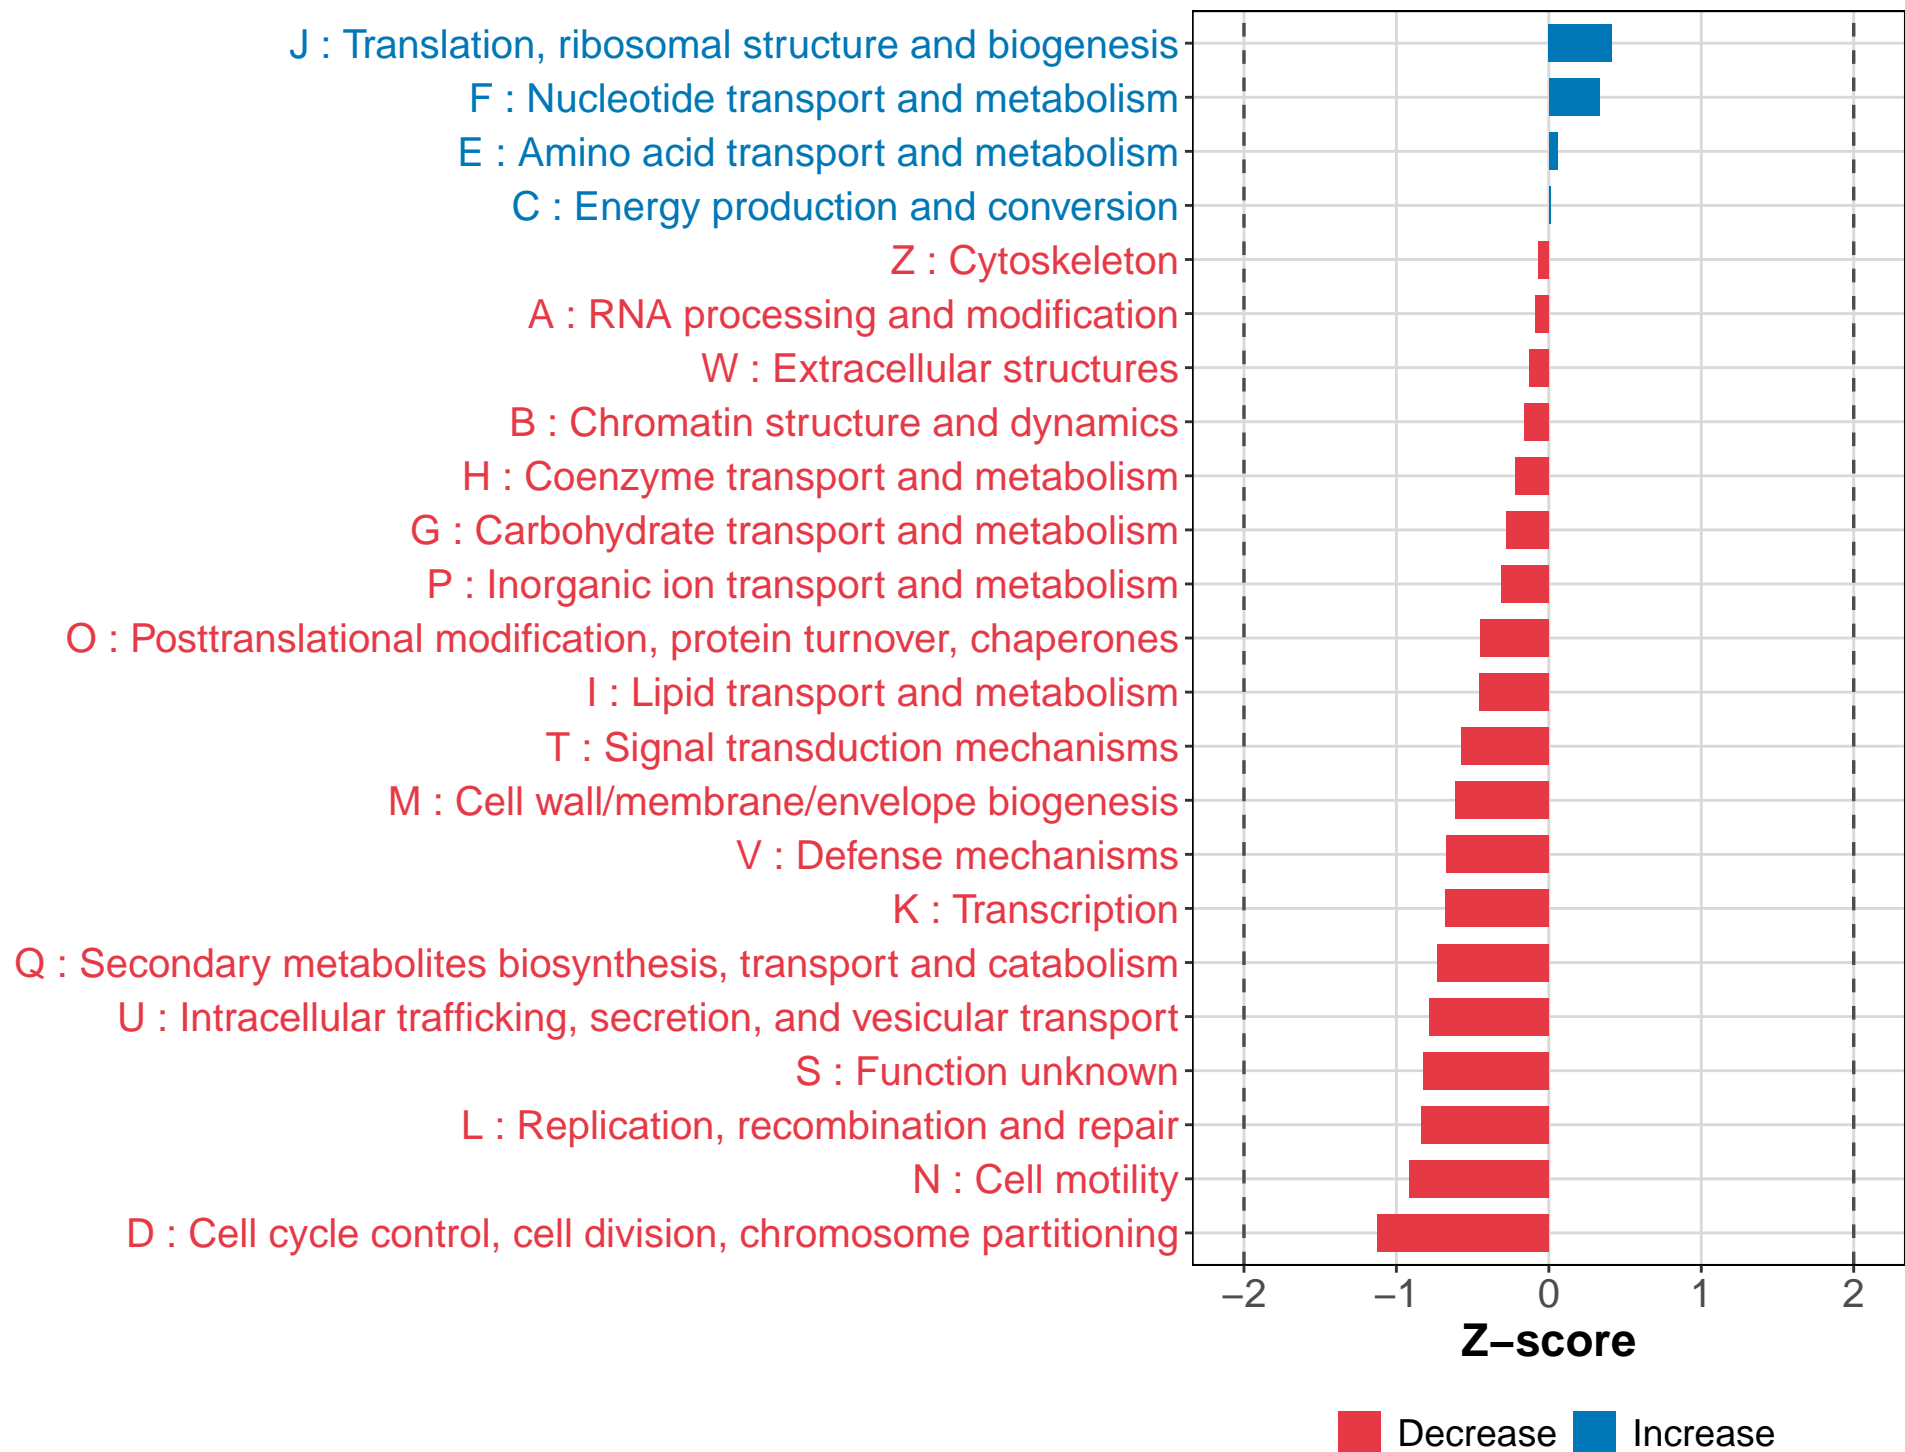 J : Translation, ribosomal structure and biogenesis
F : Nucleotide transport and metabolism
E : Amino acid transport and metabolism
C : Energy production and conversion
Z : Cytoskeleton
A : RNA processing and modification
W : Extracellular structures
B : Chromatin structure and dynamics
H : Coenzyme transport and metabolism
G : Carbohydrate transport and metabolism
P : Inorganic ion transport and metabolism
O : Posttranslational modification, protein turnover, chaperones
I : Lipid transport and metabolism
T : Signal transduction mechanisms
M : Cell wall/membrane/envelope biogenesis
V : Defense mechanisms
K : Transcription
Q : Secondary metabolites biosynthesis, transport and catabolism
U : Intracellular trafficking, secretion, and vesicular transport
S : Function unknown
L : Replication, recombination and repair
N : Cell motility
D : Cell cycle control, cell division, chromosome partitioning
−2 −1 0 1 2
Z−score
Decrease Increase